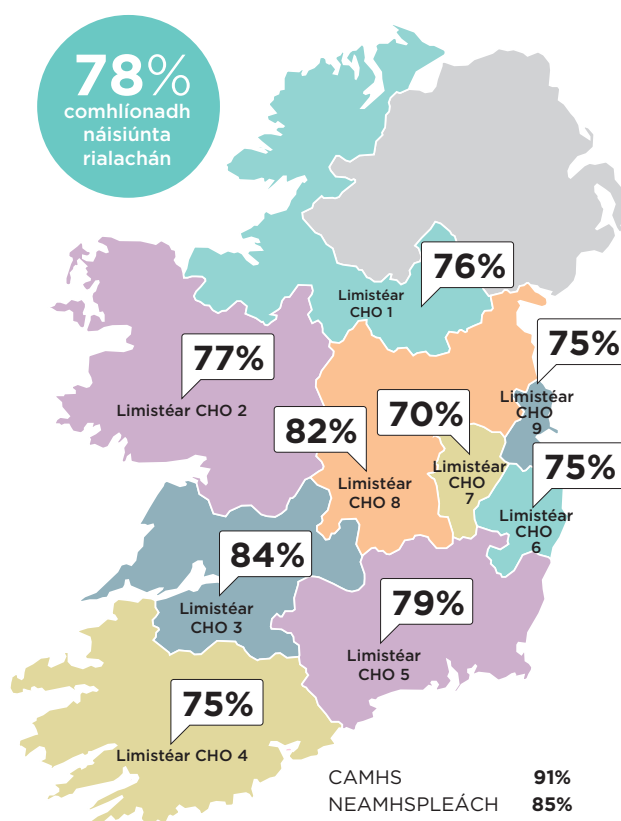 78%
comhlíonadh
náisiúnta
rialachán
76%
Limistéar
CHO 1
77%
Limistéar CHO 2
75%
Limistéar
CHO
9
82%
Limistéar
CHO 8
70%
Limistéar
CHO
7
75%
Limistéar
CHO
6
84%
Limistéar
CHO 3
79%
Limistéar
CHO 5
75%
Limistéar CHO 4
CAMHS 91%
NEAMHSPLEÁCH 85%